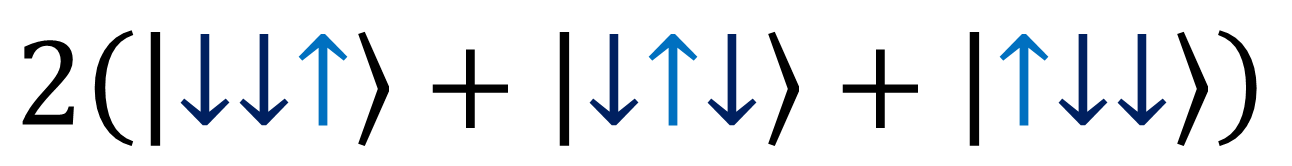 2(|↓↓↑⟩ + |↓↑↓⟩ + |↑↓↓⟩)